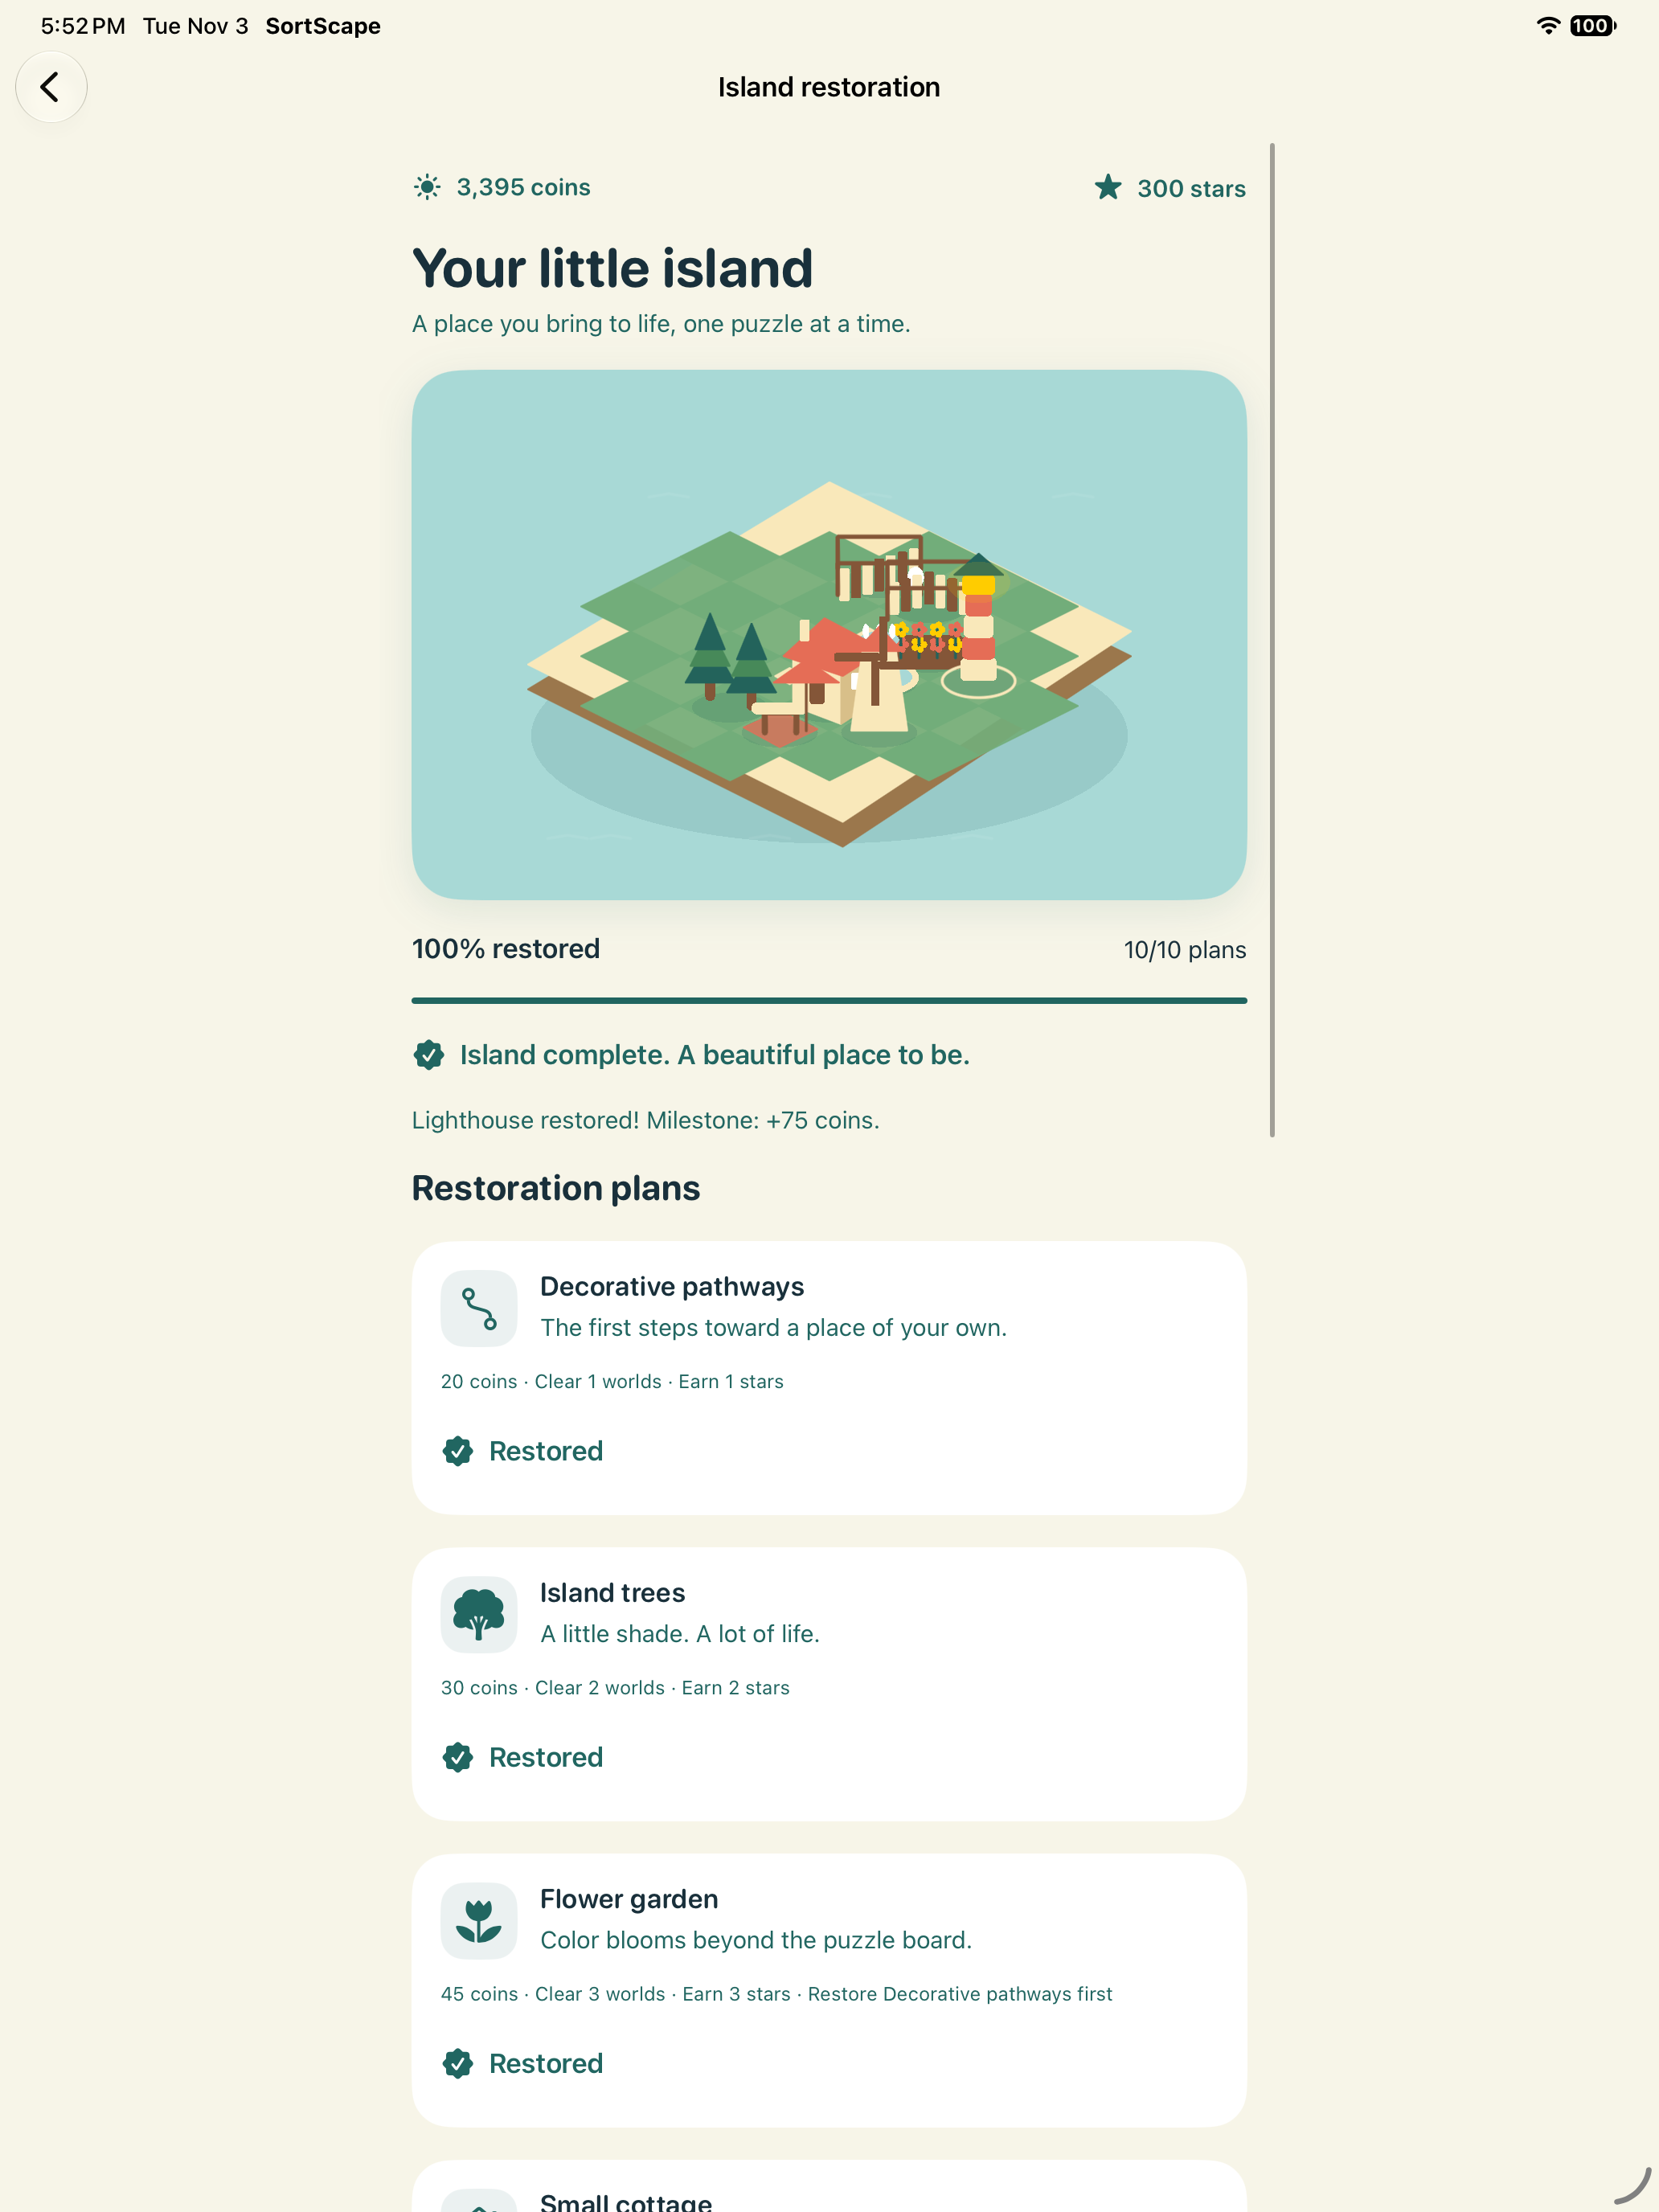 5:52 PM Tue Nov 3 SortScape
100
Island restoration
3,395 coins
300 stars
Your little island
A place you bring to life, one puzzle at a time.
100% restored
10/10 plans
Island complete. A beautiful place to be.
Lighthouse restored! Milestone: +75 coins.
Restoration plans
Decorative pathways
The first steps toward a place of your own.
20 coins · Clear 1 worlds · Earn 1 stars
Restored
Island trees
A little shade. A lot of life.
30 coins · Clear 2 worlds · Earn 2 stars
Restored
Flower garden
Color blooms beyond the puzzle board.
45 coins · Clear 3 worlds · Earn 3 stars · Restore Decorative pathways first
Restored
Small cottage